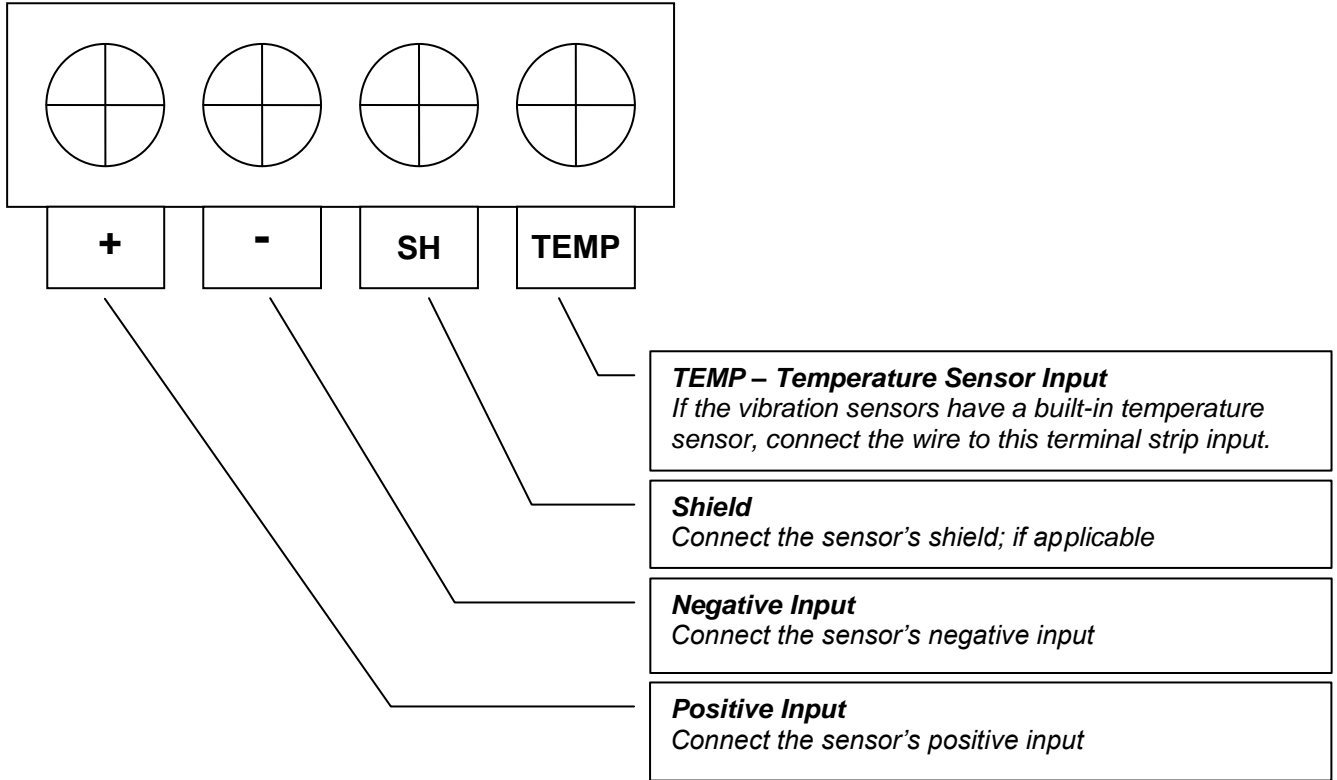 + - SH TEMP
TEMP – Temperature Sensor Input
If the vibration sensors have a built-in temperature
sensor, connect the wire to this terminal strip input.
Shield
Connect the sensor’s shield; if applicable
Negative Input
Connect the sensor’s negative input
Positive Input
Connect the sensor’s positive input